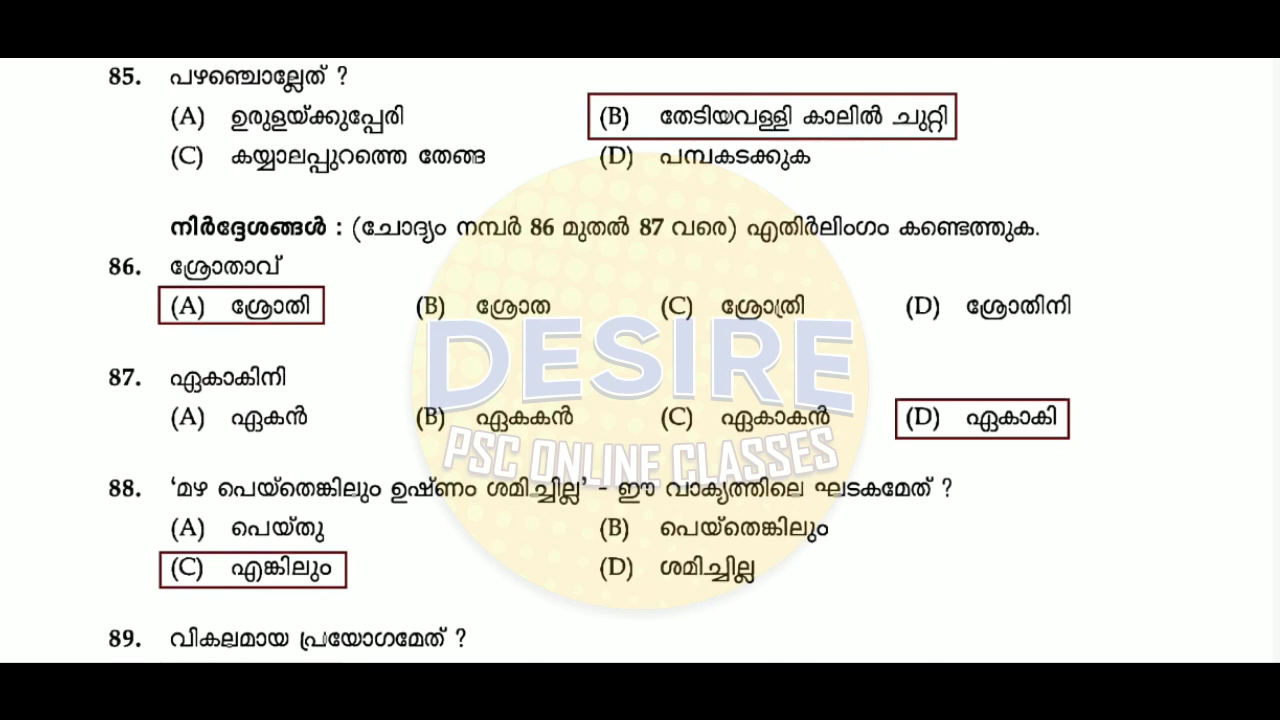 85. പഴഞ്ചൊല്ലേത് ?
(A) ഉരുളയ്ക്കുപ്പേരി (B) തേടിയവള്ളി കാലിൽ ചുറ്റി
(C) കയ്യാലപ്പുറത്തെ തേങ്ങ (D) പമ്പകടക്കുക
നിർദ്ദേശങ്ങൾ : (ചോദ്യം നമ്പർ 86 മുതൽ 87 വരെ) എതിർലിംഗം കണ്ടെത്തുക.
86. ശ്രോതാവ്
(A) ശ്രോതി (B) ശ്രോത (C) ശ്രോത്രി (D) ശ്രോതിനി
87. ഏകാകിനി
(A) ഏകൻ (B) ഏകകൻ (C) ഏകാകൻ (D) ഏകാകി
88. ‘മഴ പെയ്തെങ്കിലും ഉഷ്ണം ശമിച്ചില്ല’ - ഈ വാക്യത്തിലെ ഘടകമേത് ?
(A) പെയ്തു (B) പെയ്തെങ്കിലും
(C) എങ്കിലും (D) ശമിച്ചില്ല
89. വികലമായ പ്രയോഗമേത് ?
DESIRE
PSC ONLINE CLASSES